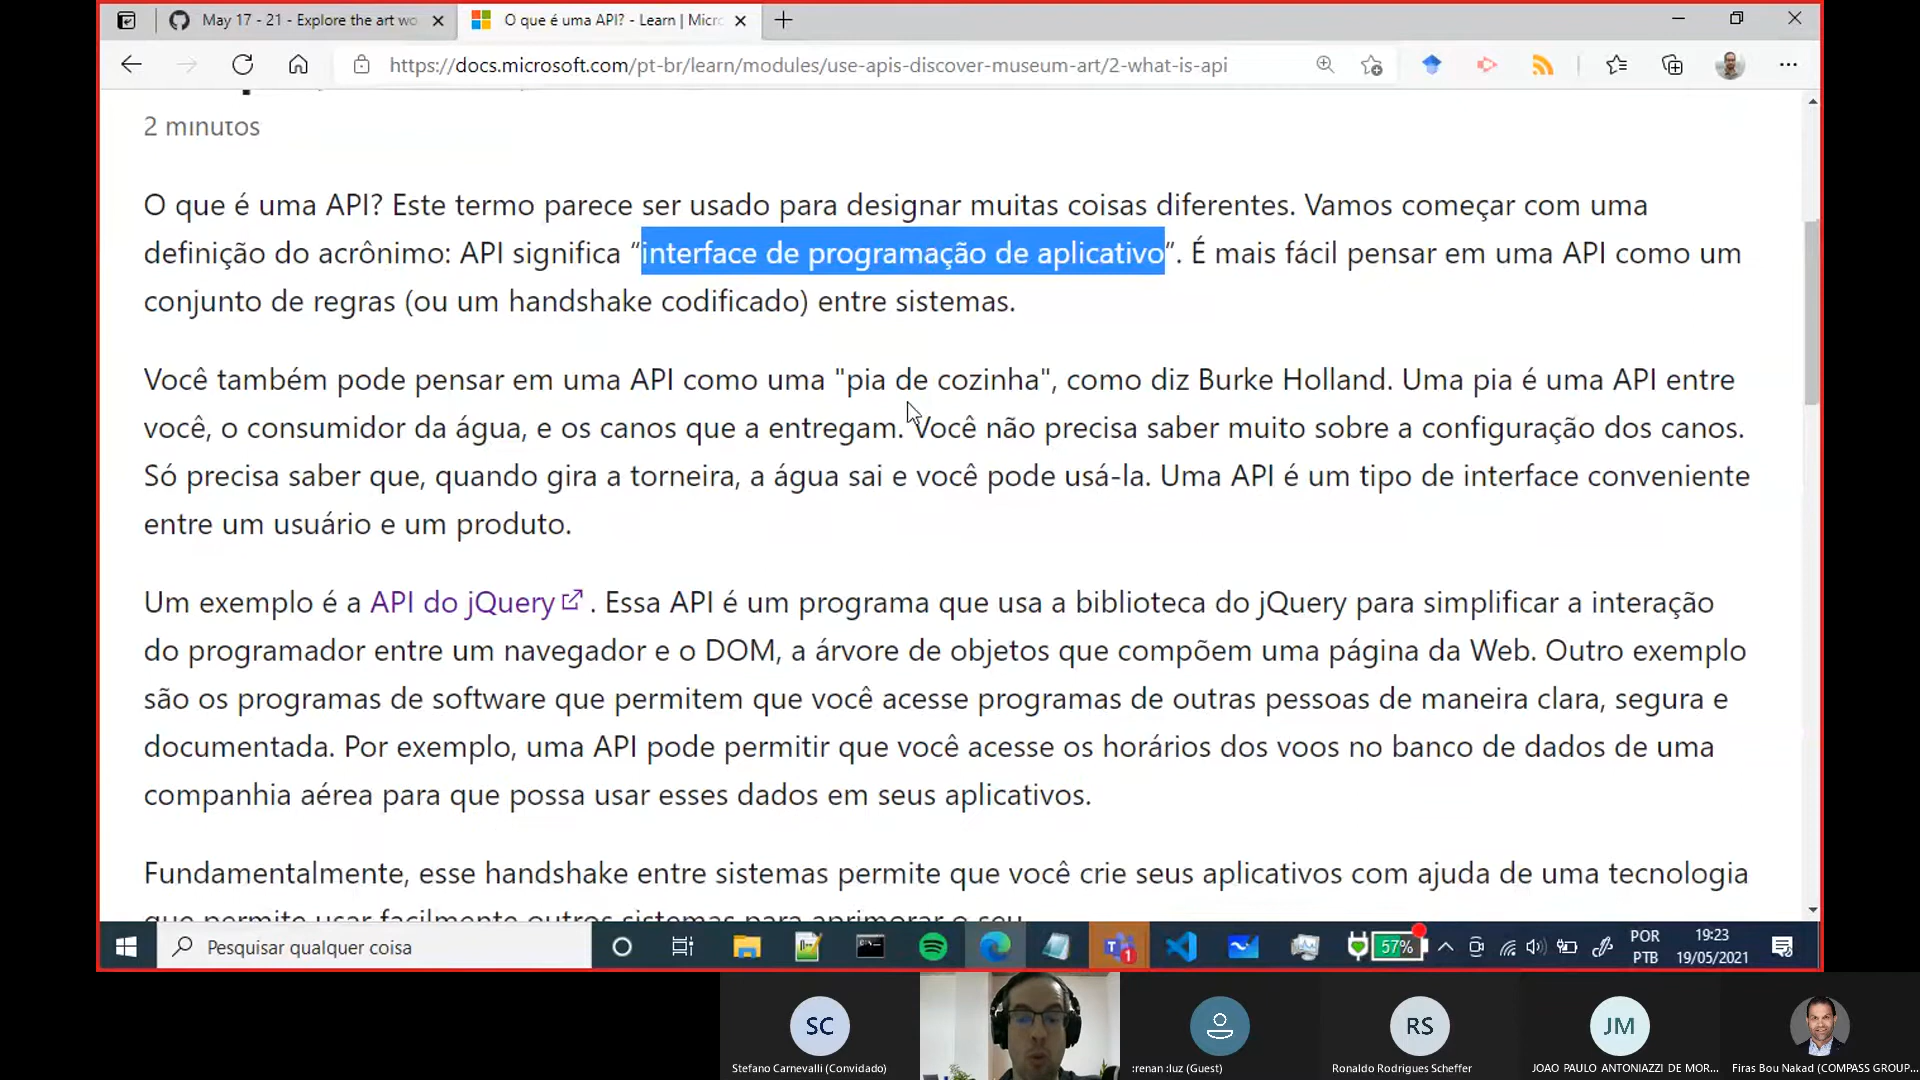 May 17 - 21 - Explore the art wo
O que é uma API? - Learn | Micr
https://docs.microsoft.com/pt-br/learn/modules/use-apis-discover-museum-art/2-what-is-api
2 minutos
O que é uma API? Este termo parece ser usado para designar muitas coisas diferentes. Vamos começar com uma
definição do acrônimo: API significa “interface de programação de aplicativo”. É mais fácil pensar em uma API como um
conjunto de regras (ou um handshake codificado) entre sistemas.
Você também pode pensar em uma API como uma "pia de cozinha", como diz Burke Holland. Uma pia é uma API entre
você, o consumidor da água, e os canos que a entregam. Você não precisa saber muito sobre a configuração dos canos.
Só precisa saber que, quando gira a torneira, a água sai e você pode usá-la. Uma API é um tipo de interface conveniente
entre um usuário e um produto.
Um exemplo é a API do jQuery . Essa API é um programa que usa a biblioteca do jQuery para simplificar a interação
do programador entre um navegador e o DOM, a árvore de objetos que compõem uma página da Web. Outro exemplo
são os programas de software que permitem que você acesse programas de outras pessoas de maneira clara, segura e
documentada. Por exemplo, uma API pode permitir que você acesse os horários dos voos no banco de dados de uma
companhia aérea para que possa usar esses dados em seus aplicativos.
Fundamentalmente, esse handshake entre sistemas permite que você crie seus aplicativos com ajuda de uma tecnologia
que permite usar facilmente outros sistemas para aprimorar o seu
Pesquisar qualquer coisa
1
57%
POR
PTB
19:23
19/05/2021
SC
RS
JM
Stefano Carnevalli (Convidado)
:renan :luz (Guest)
Ronaldo Rodrigues Scheffer
JOAO PAULO ANTONIAZZI DE MOR...
Firas Bou Nakad (COMPASS GROUP...